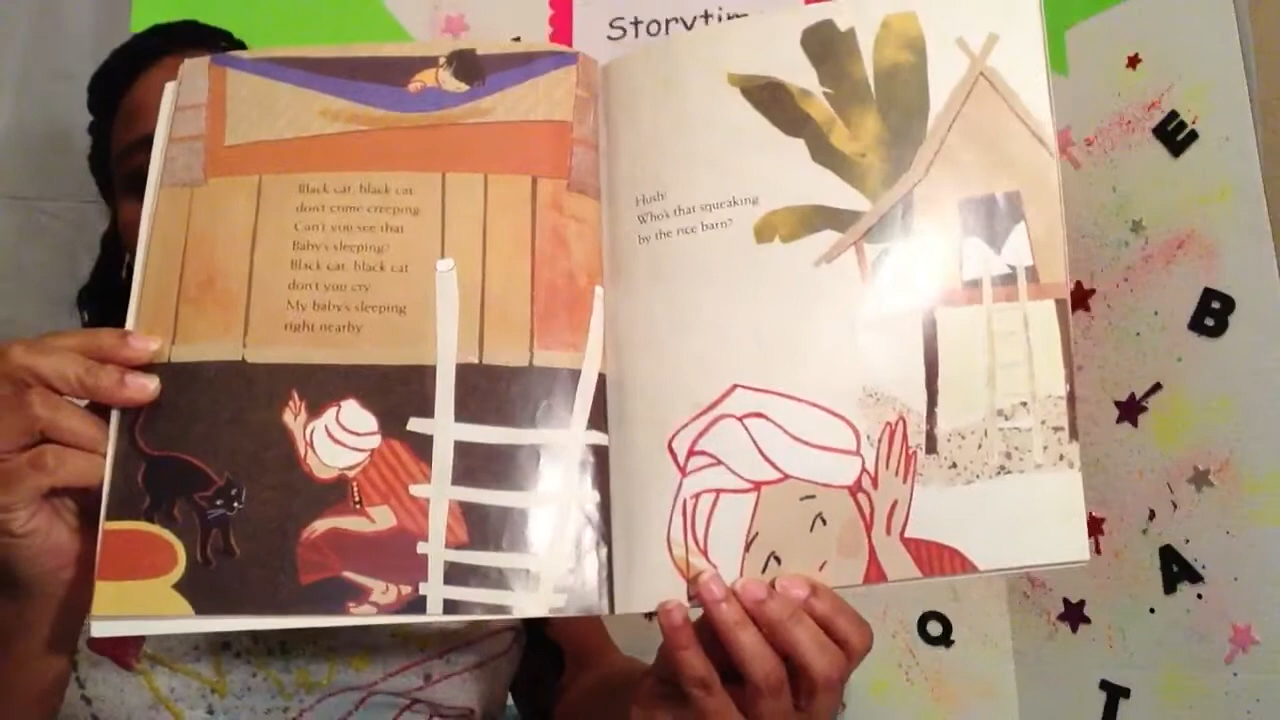 Storytim
Black cat, black cat
don't come creeping.
Can't you see that
Baby's sleeping?
Black cat, black cat
don't you cry.
My baby's sleeping
right nearby.
Hush!
Who's that squeaking
by the rice barn?
E
B
A
Q
T